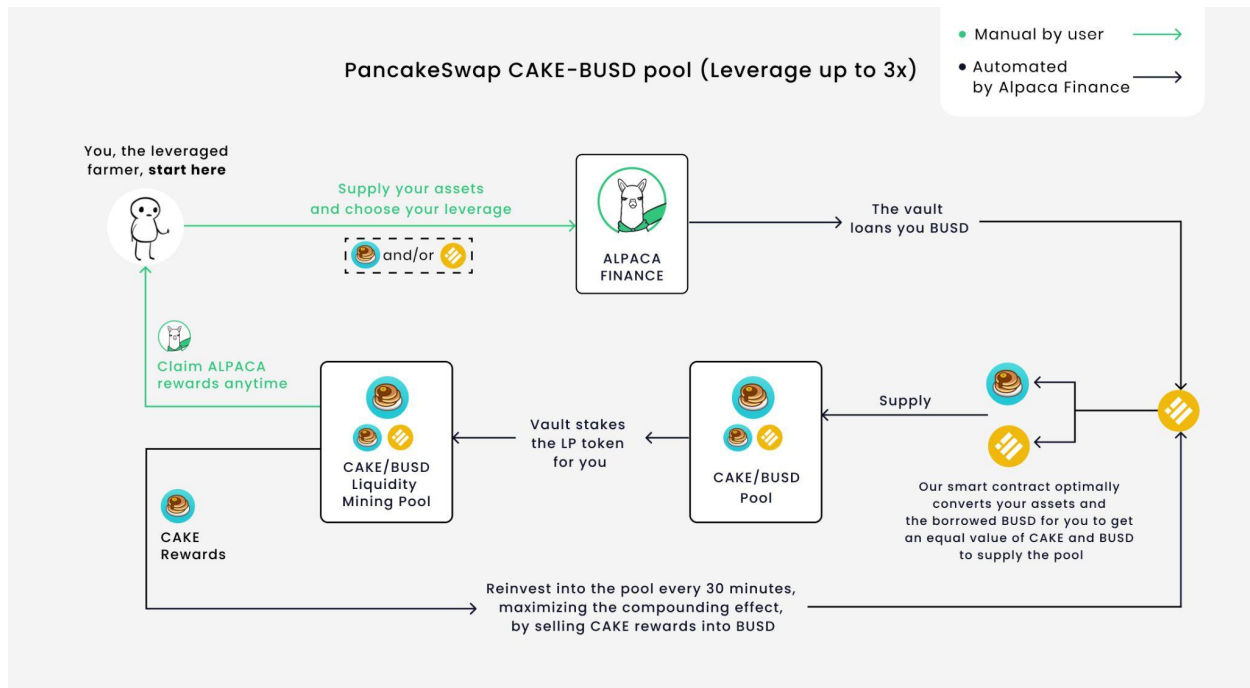 PancakeSwap CAKE-BUSD pool (Leverage up to 3x)
Manual by user
Automated
by Alpaca Finance
You, the leveraged
farmer, start here
Supply your assets
and choose your leverage
and/or
ALPACA
FINANCE
The vault
loans you BUSD
Claim ALPACA
rewards anytime
CAKE/BUSD
Liquidity
Mining Pool
Vault stakes
the LP token
for you
CAKE/BUSD
Pool
Supply
Our smart contract optimally
converts your assets and
the borrowed BUSD for you to get
an equal value of CAKE and BUSD
to supply the pool
CAKE
Rewards
Reinvest into the pool every 30 minutes,
maximizing the compounding effect,
by selling CAKE rewards into BUSD